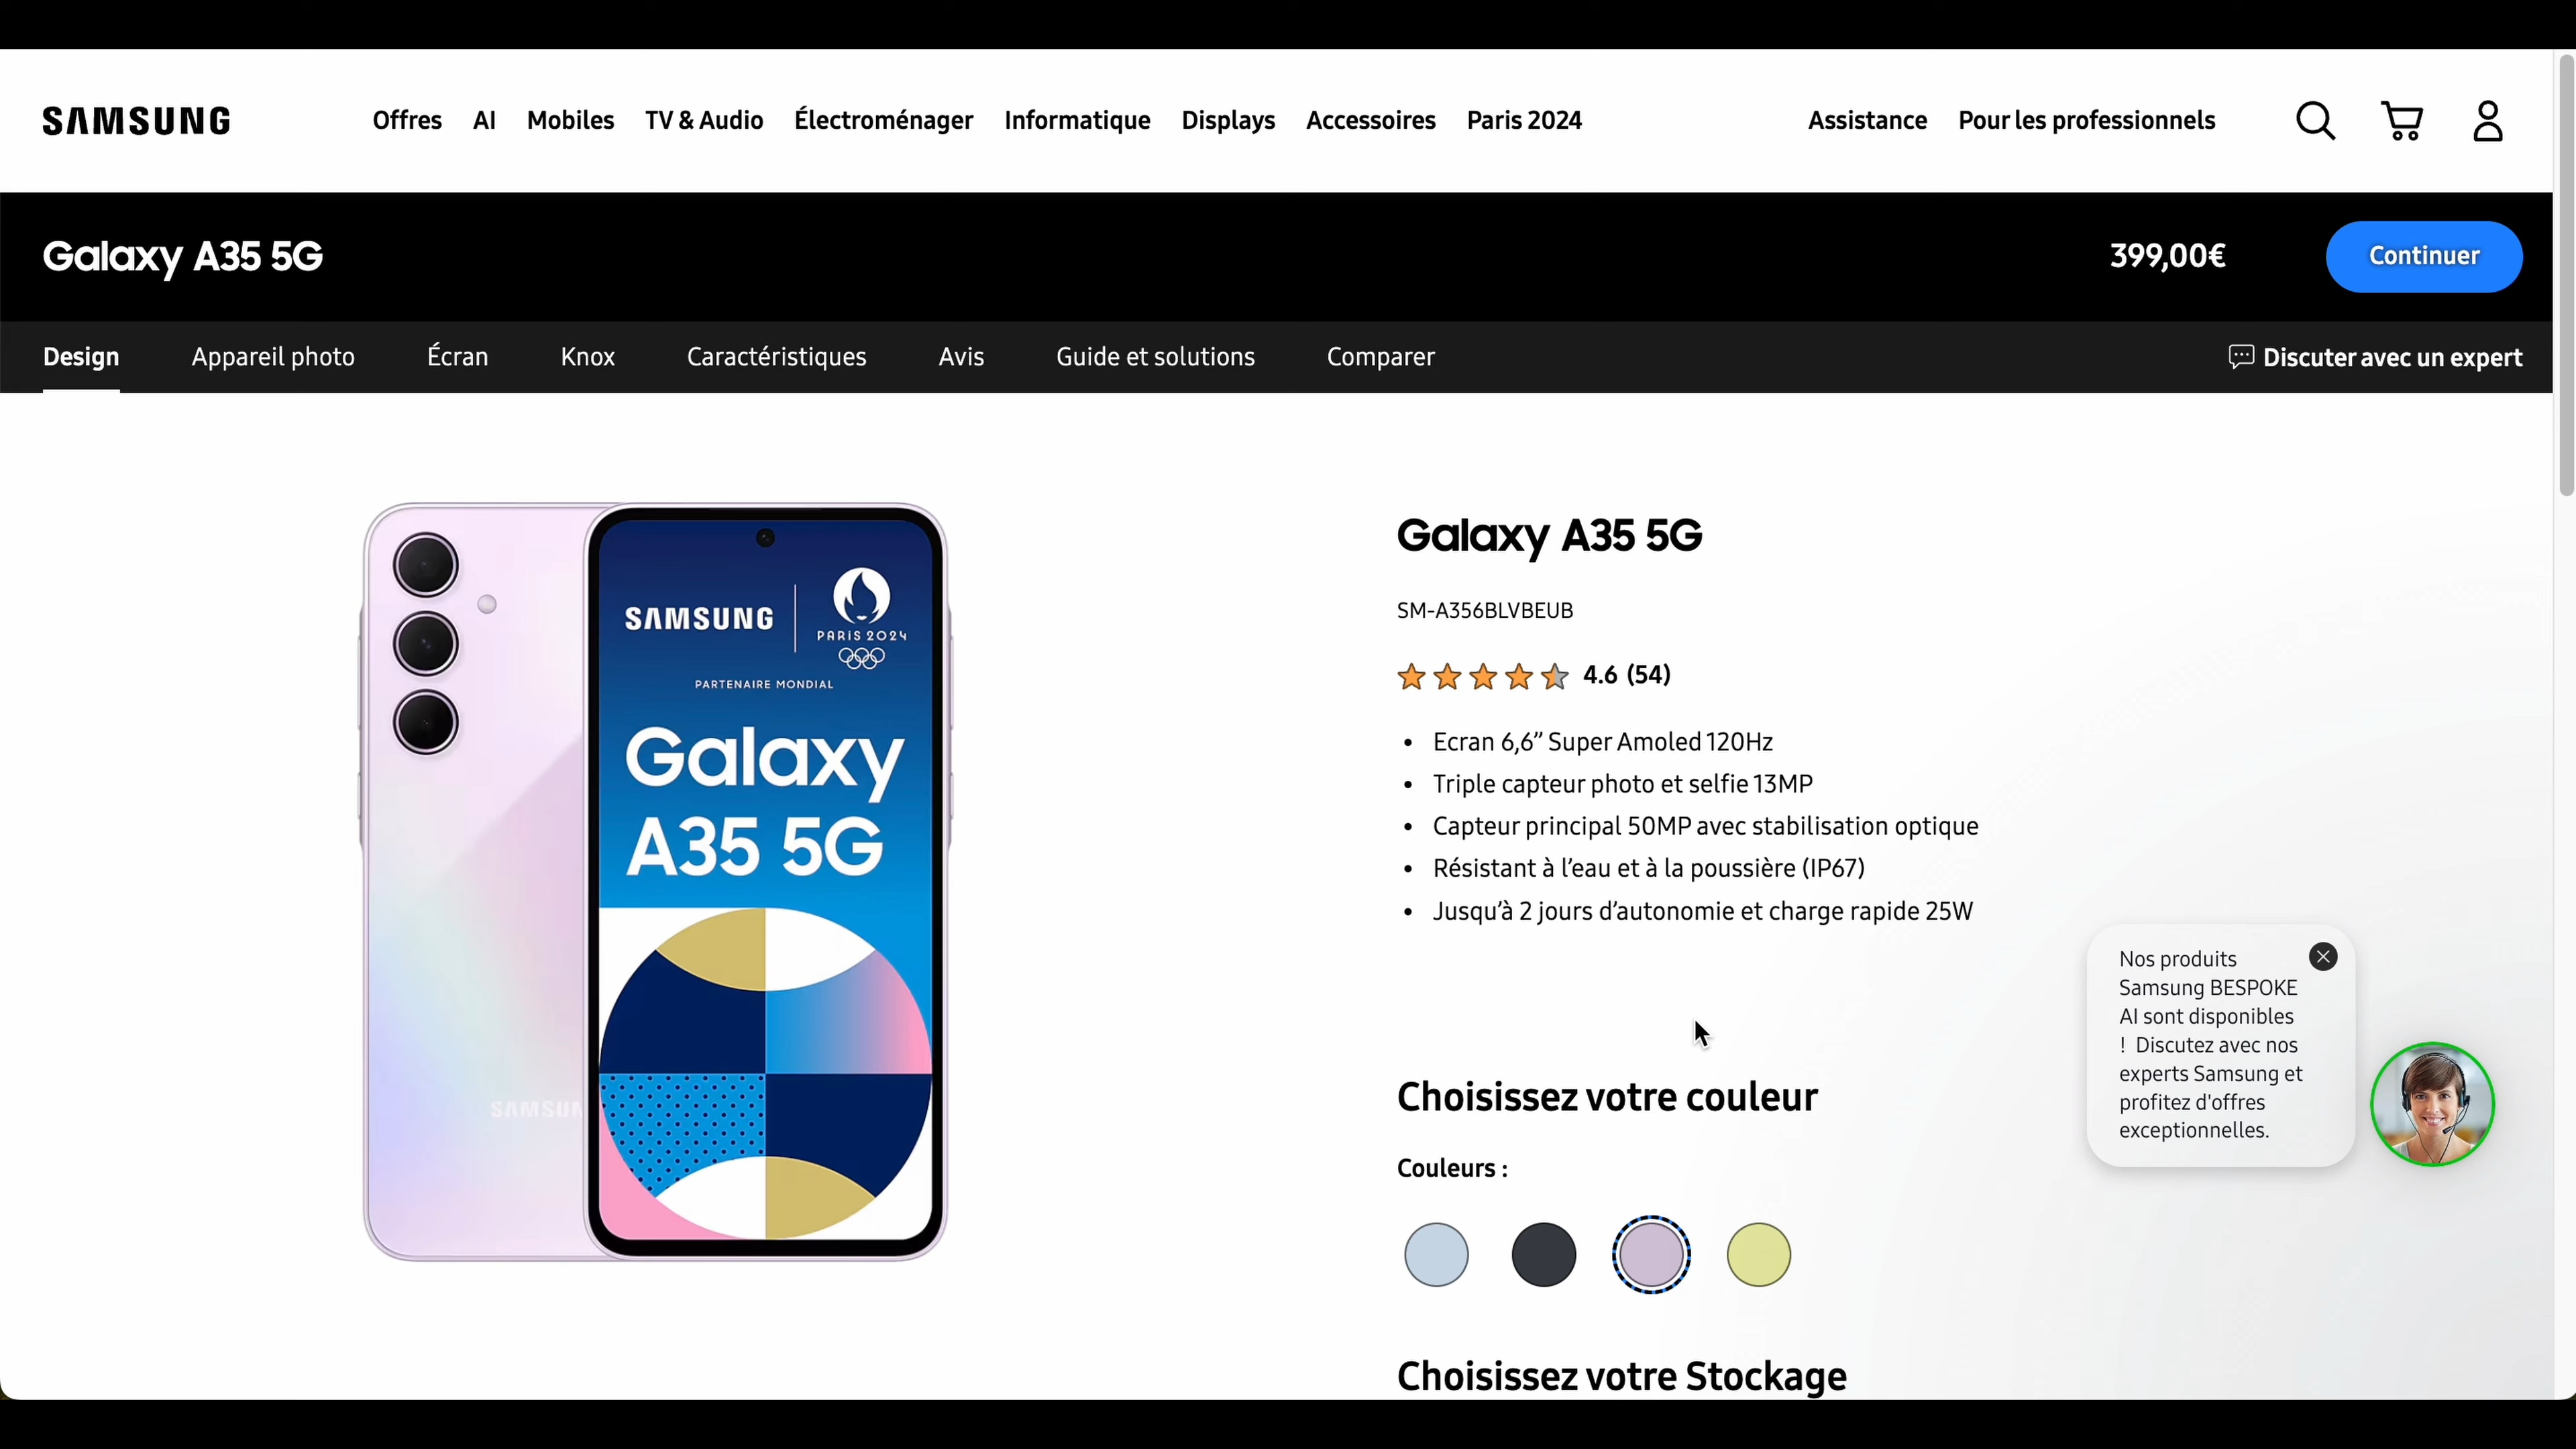 SAMSUNG
Offres AI Mobiles TV & Audio Électroménager Informatique Displays Accessoires Paris 2024 Assistance Pour les professionnels
Galaxy A35 5G 399,00€ Continuer
Design Appareil photo Écran Knox Caractéristiques Avis Guide et solutions Comparer Discuter avec un expert
SAMSUNG
PARIS 2024
PARTENAIRE MONDIAL
Galaxy
A35 5G
SAMSUN
Galaxy A35 5G
SM-A356BLVBEUB
4.6 (54)
• Ecran 6,6” Super Amoled 120Hz
• Triple capteur photo et selfie 13MP
• Capteur principal 50MP avec stabilisation optique
• Résistant à l’eau et à la poussière (IP67)
• Jusqu’à 2 jours d’autonomie et charge rapide 25W
Choisissez votre couleur
Couleurs :
Choisissez votre Stockage
Nos produits
Samsung BESPOKE
AI sont disponibles
! Discutez avec nos
experts Samsung et
profitez d'offres
exceptionnelles.